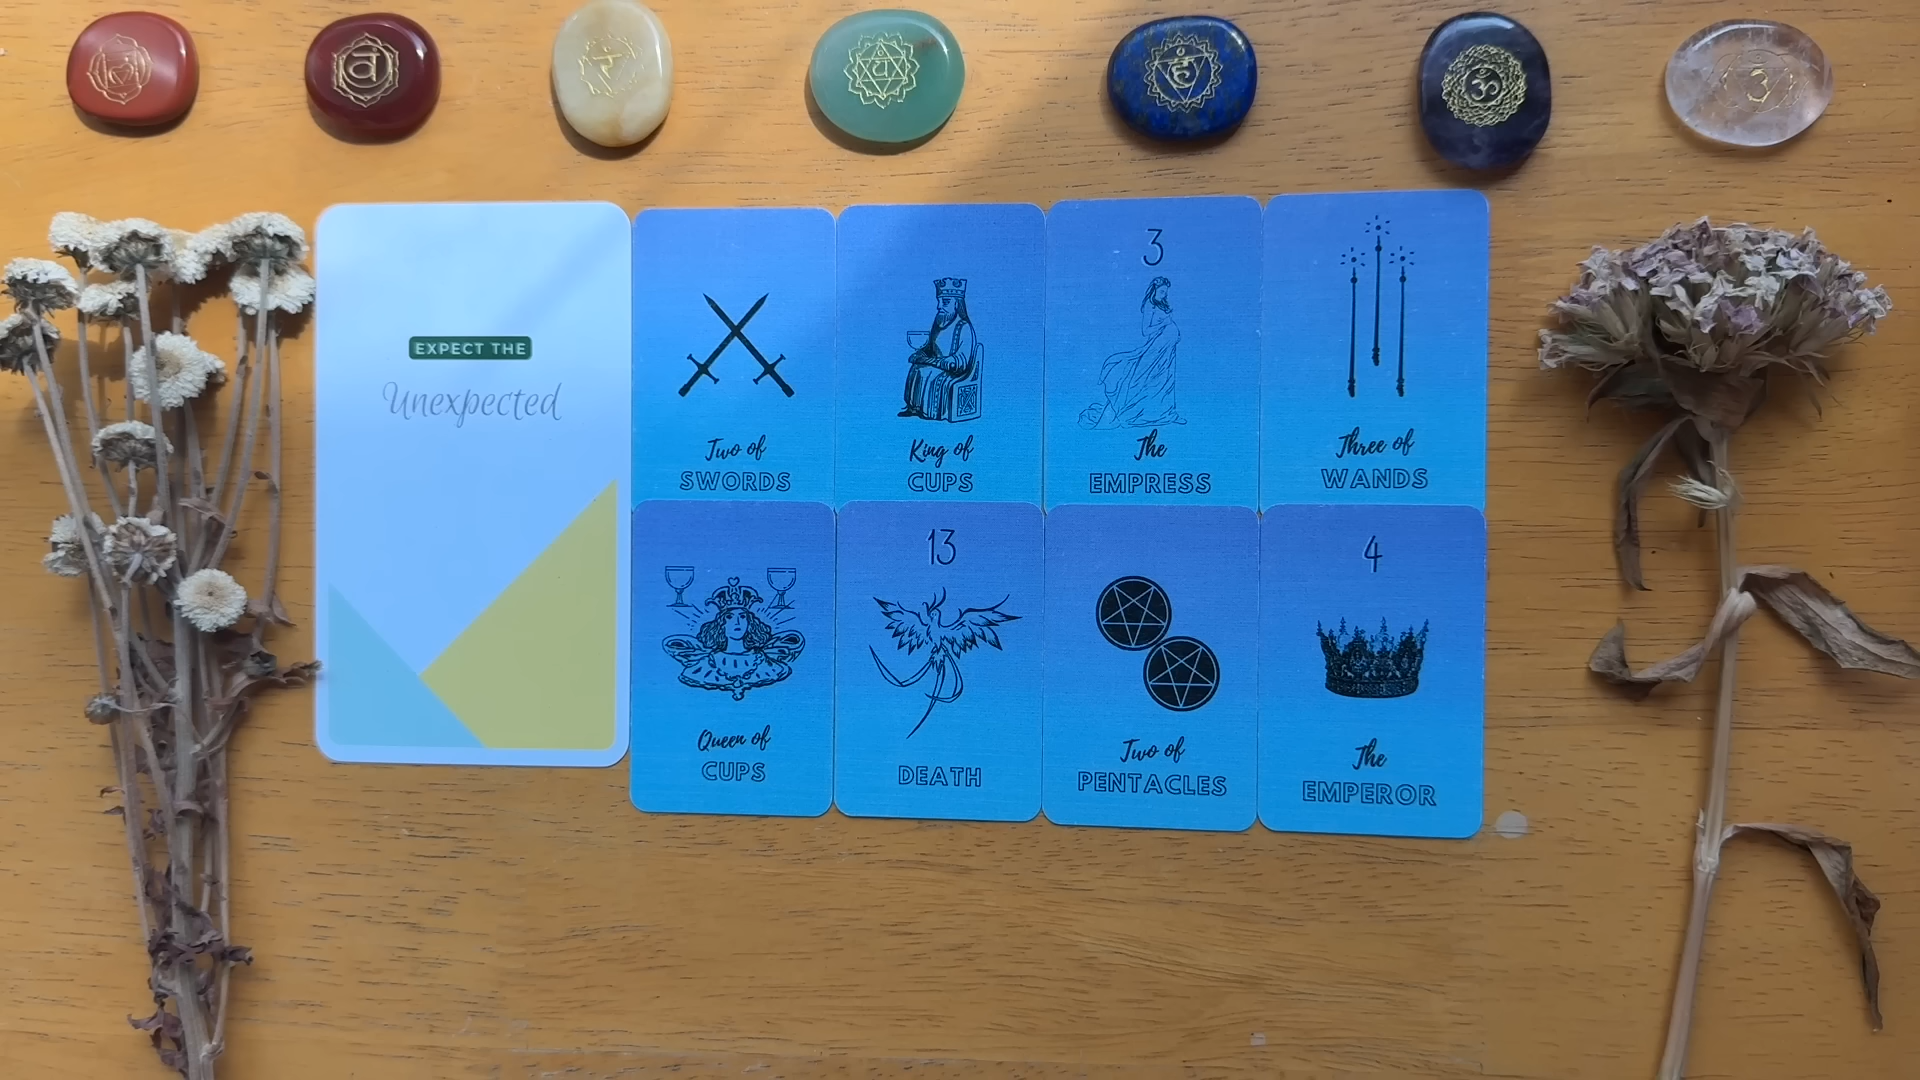 वं
हं
ॐ
EXPECT THE
Unexpected
Two of
SWORDS
King of
CUPS
3
The
EMPRESS
Three of
WANDS
Queen of
CUPS
13
DEATH
Two of
PENTACLES
4
The
EMPEROR